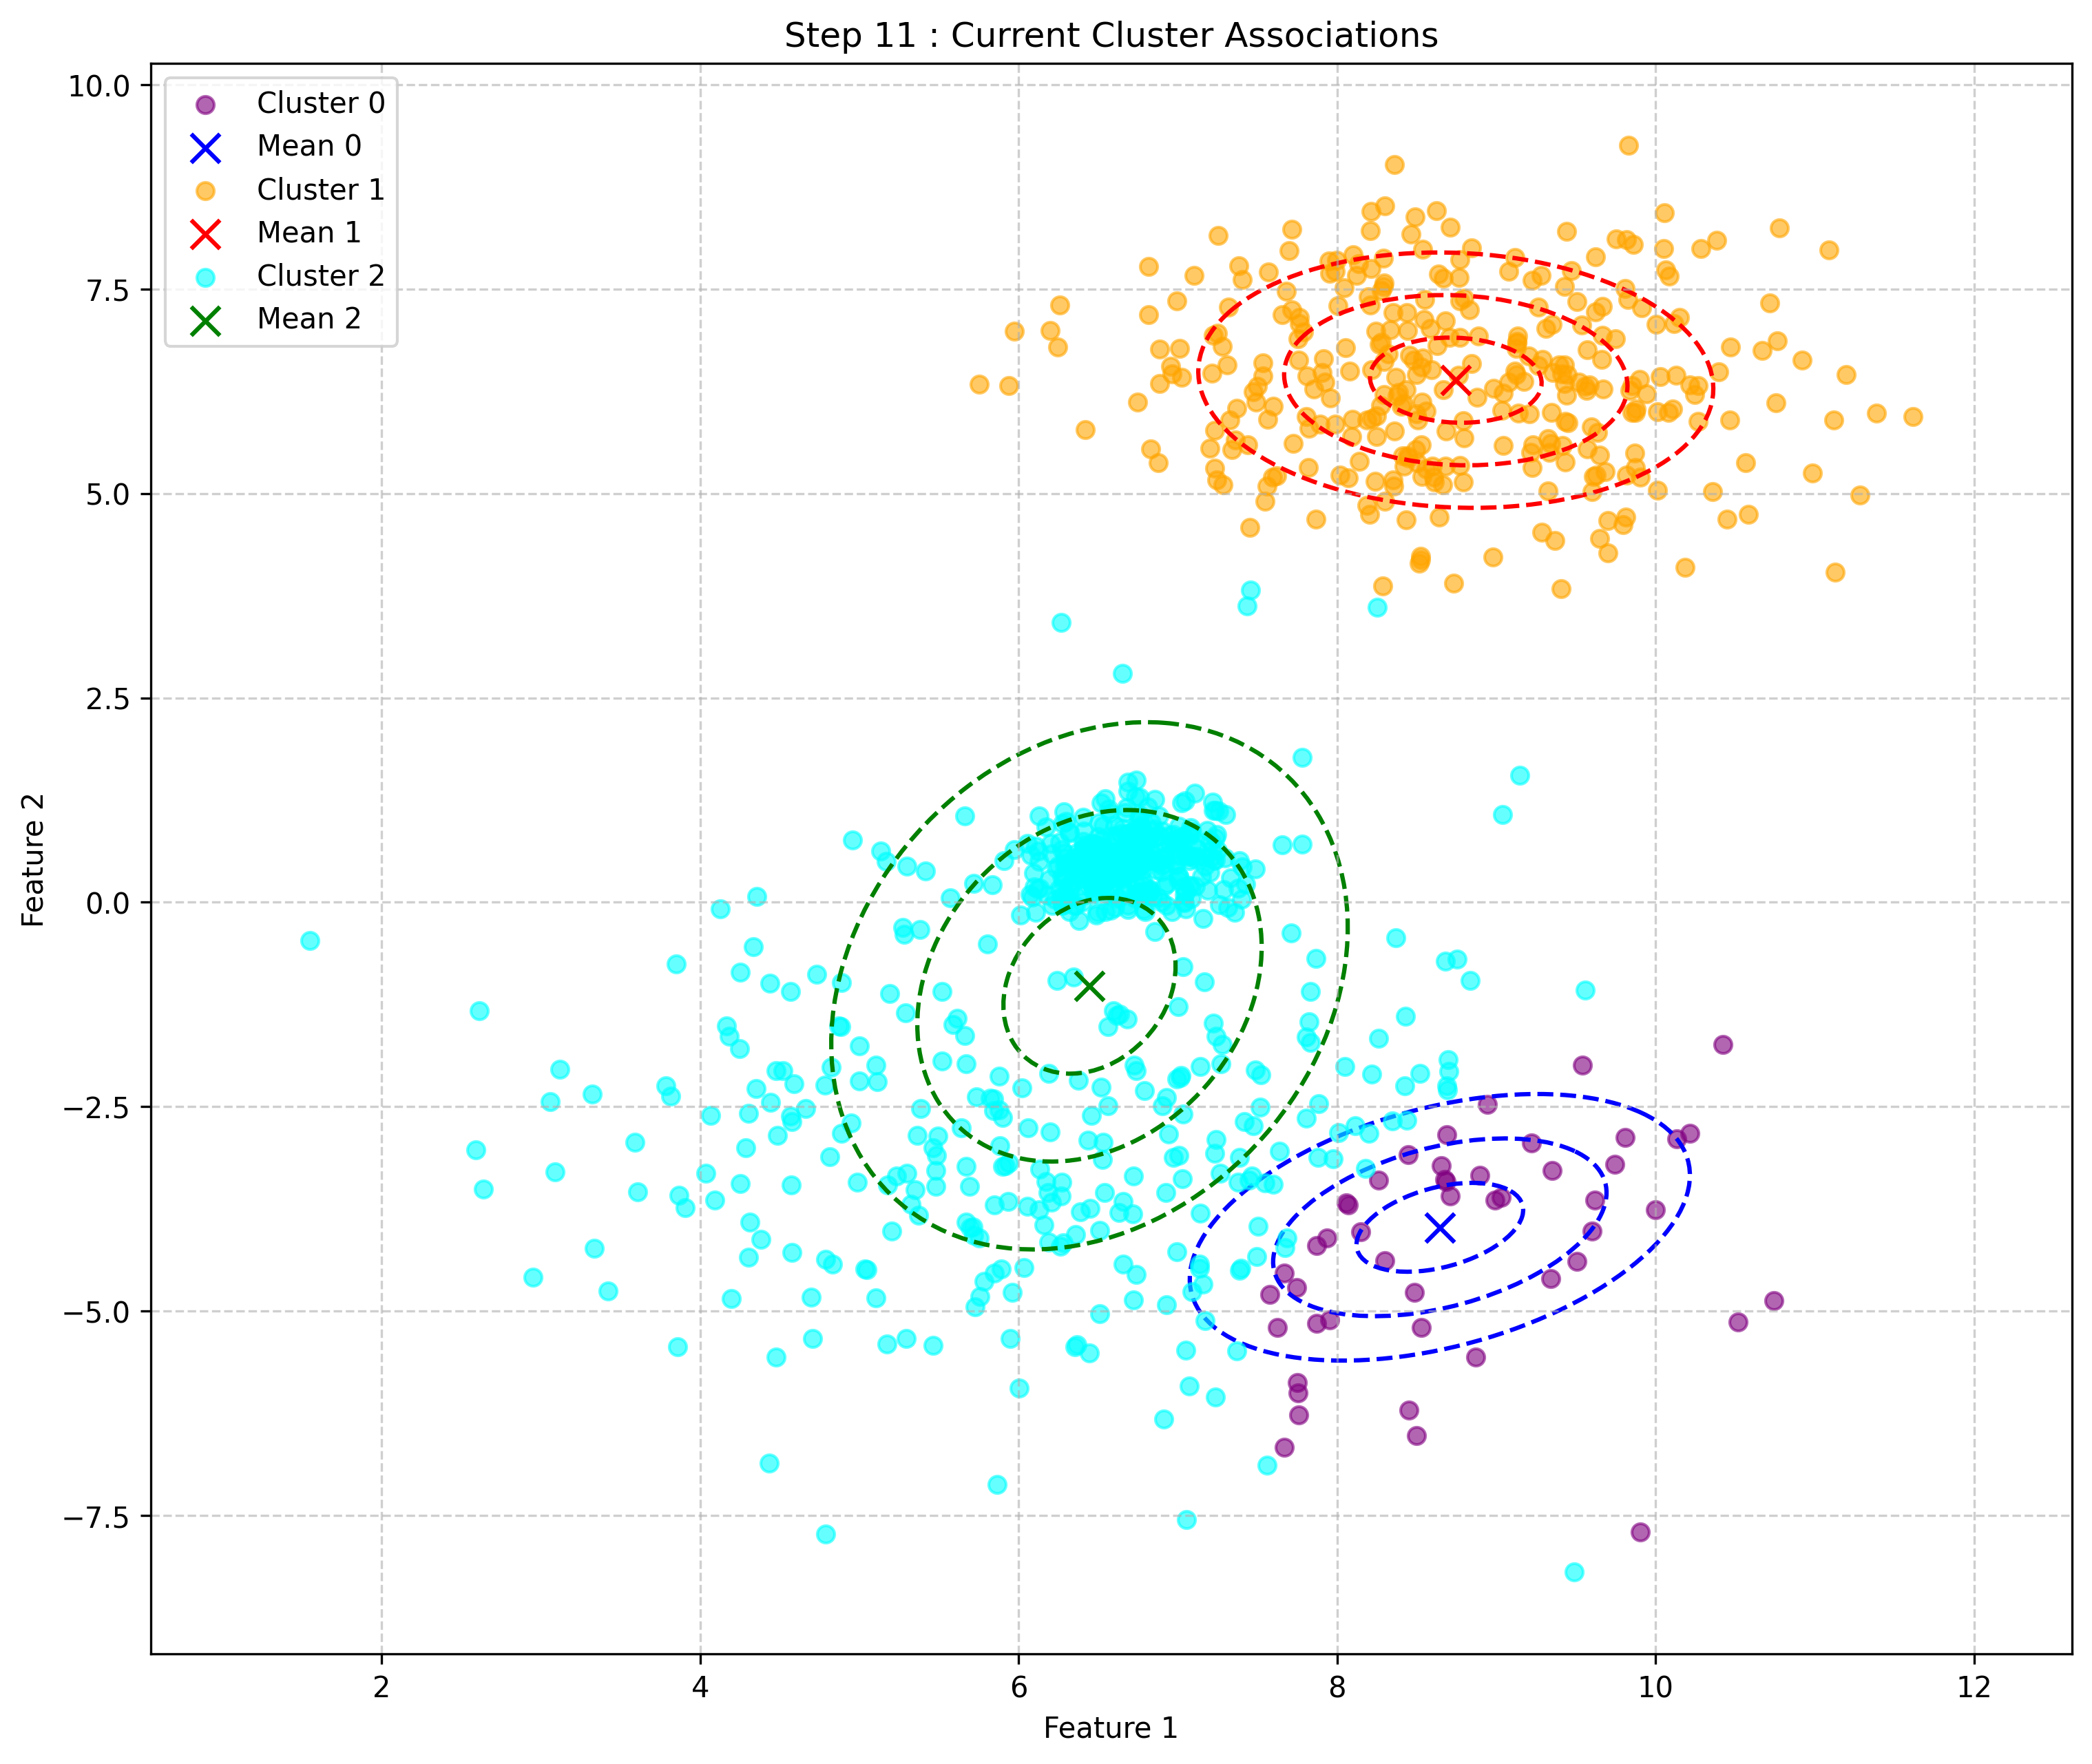 Step 11 : Current Cluster Associations
Cluster 0
Mean 0
Cluster 1
Mean 1
Cluster 2
Mean 2
10.0
7.5
5.0
2.5
0.0
−2.5
−5.0
−7.5
Feature 2
2 4 6 8 10 12
Feature 1